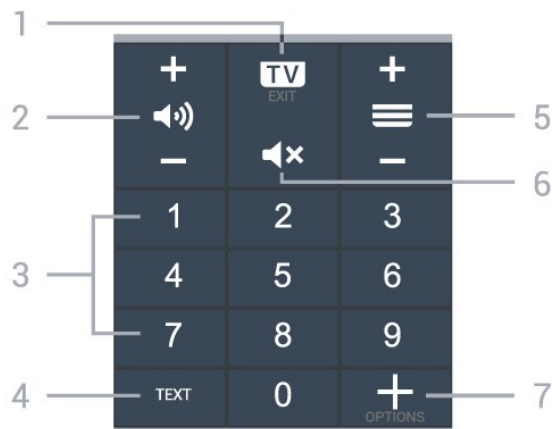 1
+ TV +
EXIT
2 5
− −
6
1 2 3
3 4 5 6
7 8 9
4 TEXT 0 + 7
OPTIONS